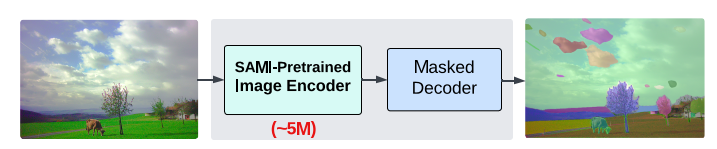 SAMI-Pretrained
Image Encoder
(~5M)
Masked
Decoder